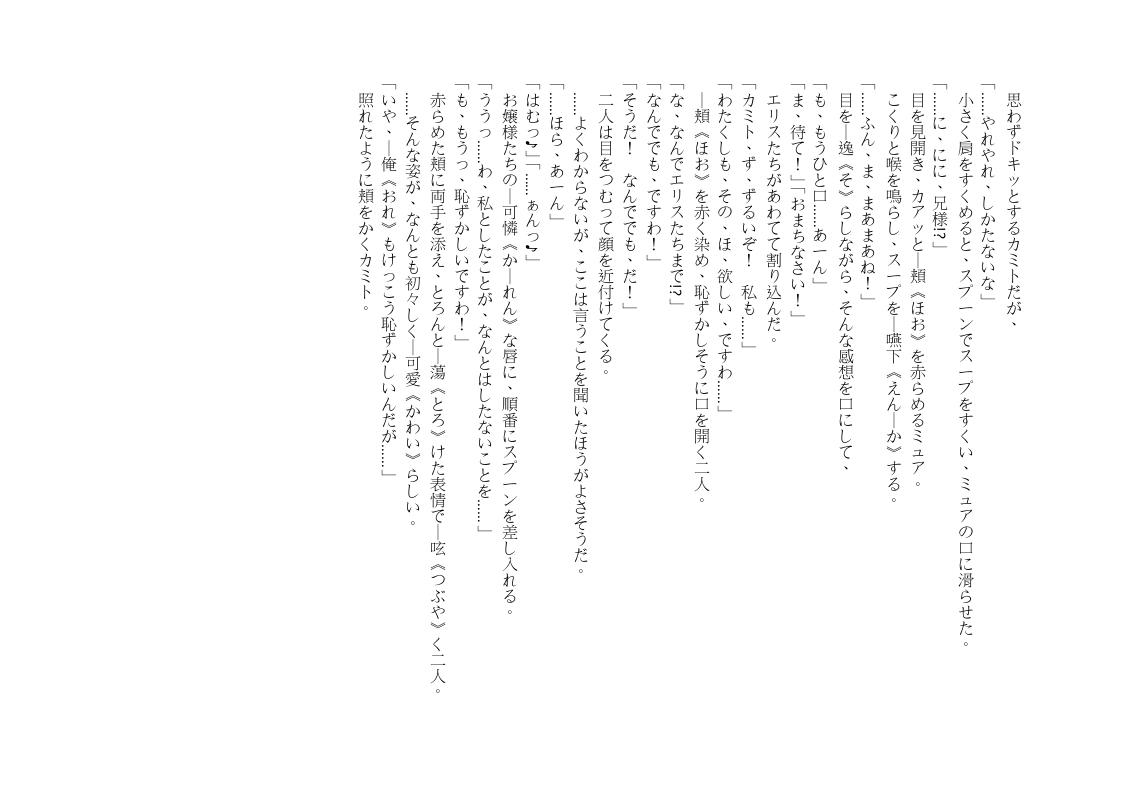 思わずドキッとするカミトだが、
「……やれやれ、しかたないな」
小さく肩をすくめると、スプーンでスープをすくい、ミュアの口に滑らせた。
「……に、にに、兄様!?」
目を見開き、カアッと―頬《ほお》を赤らめるミュア。
こくりと喉を鳴らし、スープを―嚥下《えん―か》する。
「……ふん、ま、まあまあね！」
目を―逸《そ》らしながら、そんな感想を口にして、
「も、もうひと口……あーん」
「ま、待て！」「おまちなさい！」
エリスたちがあわてて割り込んだ。
「カミト、ず、ずるいぞ！　私も……」
「わたくしも、その、ほ、欲しい、ですわ……」
―頬《ほお》を赤く染め、恥ずかしそうに口を開く二人。
「な、なんでエリスたちまで!?」
「なんででも、ですわ！」
「そうだ！　なんででも、だ！」
二人は目をつむって顔を近付けてくる。
……よくわからないが、ここは言うことを聞いたほうがよさそうだ。
「……ほら、あーん」
「はむっ♪」「……ぁんっ♪」
お嬢様たちの―可憐《か―れん》な唇に、順番にスプーンを差し入れる。
「ううっ……わ、私としたことが、なんとはしたないことを……」
「も、もうっ、恥ずかしいですわ！」
赤らめた頬に両手を添え、とろんと―蕩《とろ》けた表情で―呟《つぶや》く二人。
……そんな姿が、なんとも初々しく―可愛《かわい》らしい。
「いや、―俺《おれ》もけっこう恥ずかしいんだが……」
照れたように頬をかくカミト。